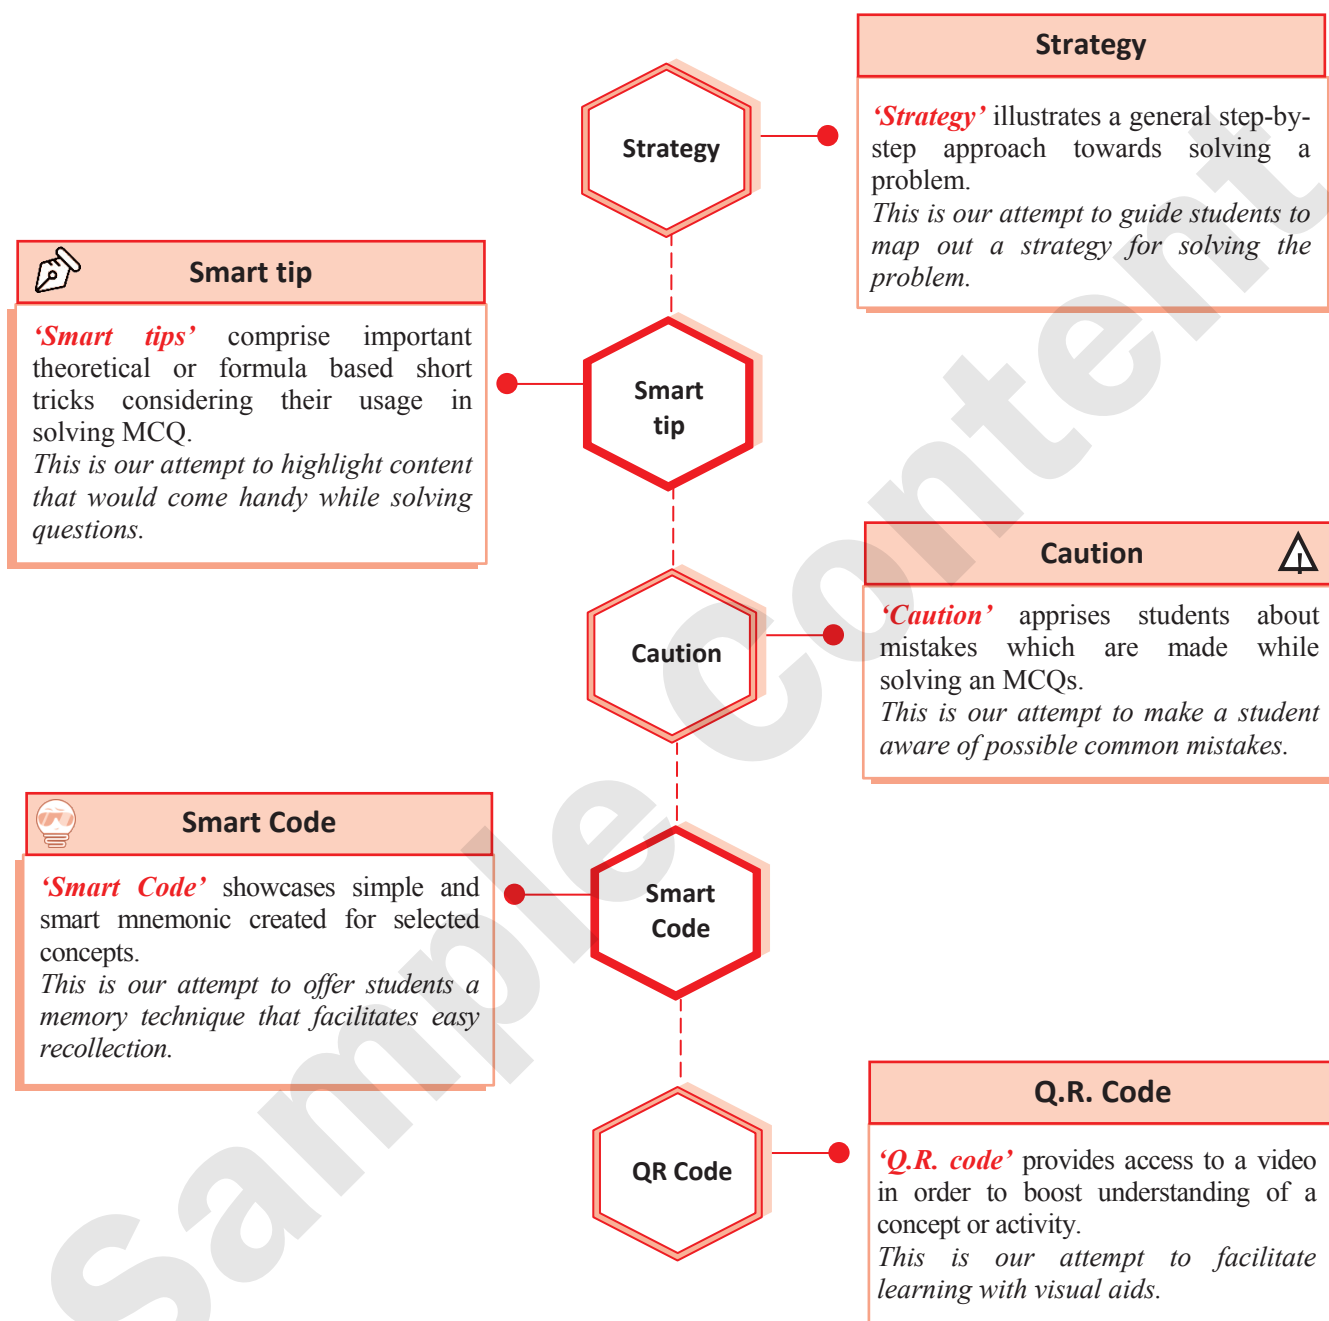 Strategy
Strategy
‘Strategy’ illustrates a general step-by-
step approach towards solving a
problem.
This is our attempt to guide students to
map out a strategy for solving the
problem.
Smart tip
‘Smart tips’ comprise important
theoretical or formula based short
tricks considering their usage in
solving MCQ.
This is our attempt to highlight content
that would come handy while solving
questions.
Smart
tip
Caution
Caution
‘Caution’ apprises students about
mistakes which are made while
solving an MCQs.
This is our attempt to make a student
aware of possible common mistakes.
Smart Code
‘Smart Code’ showcases simple and
smart mnemonic created for selected
concepts.
This is our attempt to offer students a
memory technique that facilitates easy
recollection.
Smart
Code
QR Code
Q.R. Code
‘Q.R. code’ provides access to a video
in order to boost understanding of a
concept or activity.
This is our attempt to facilitate
learning with visual aids.
Sample content